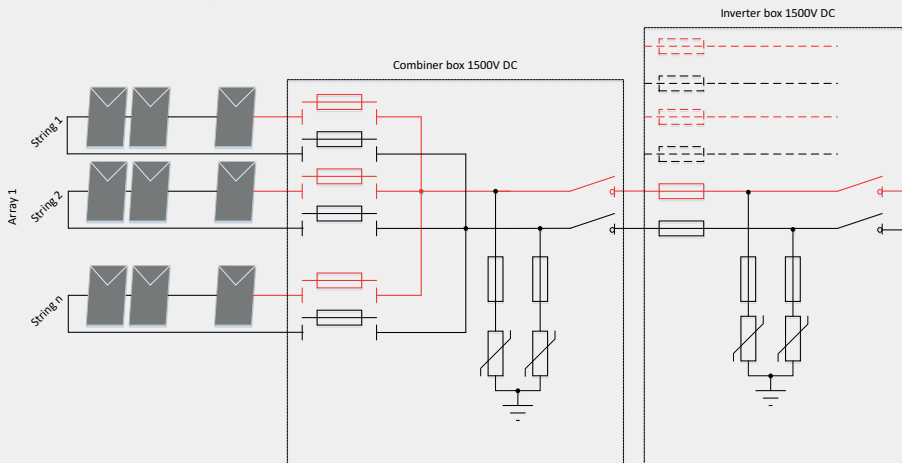 Inverter box 1500V DC
Combiner box 1500V DC
String 1
String 2
Array 1
String n